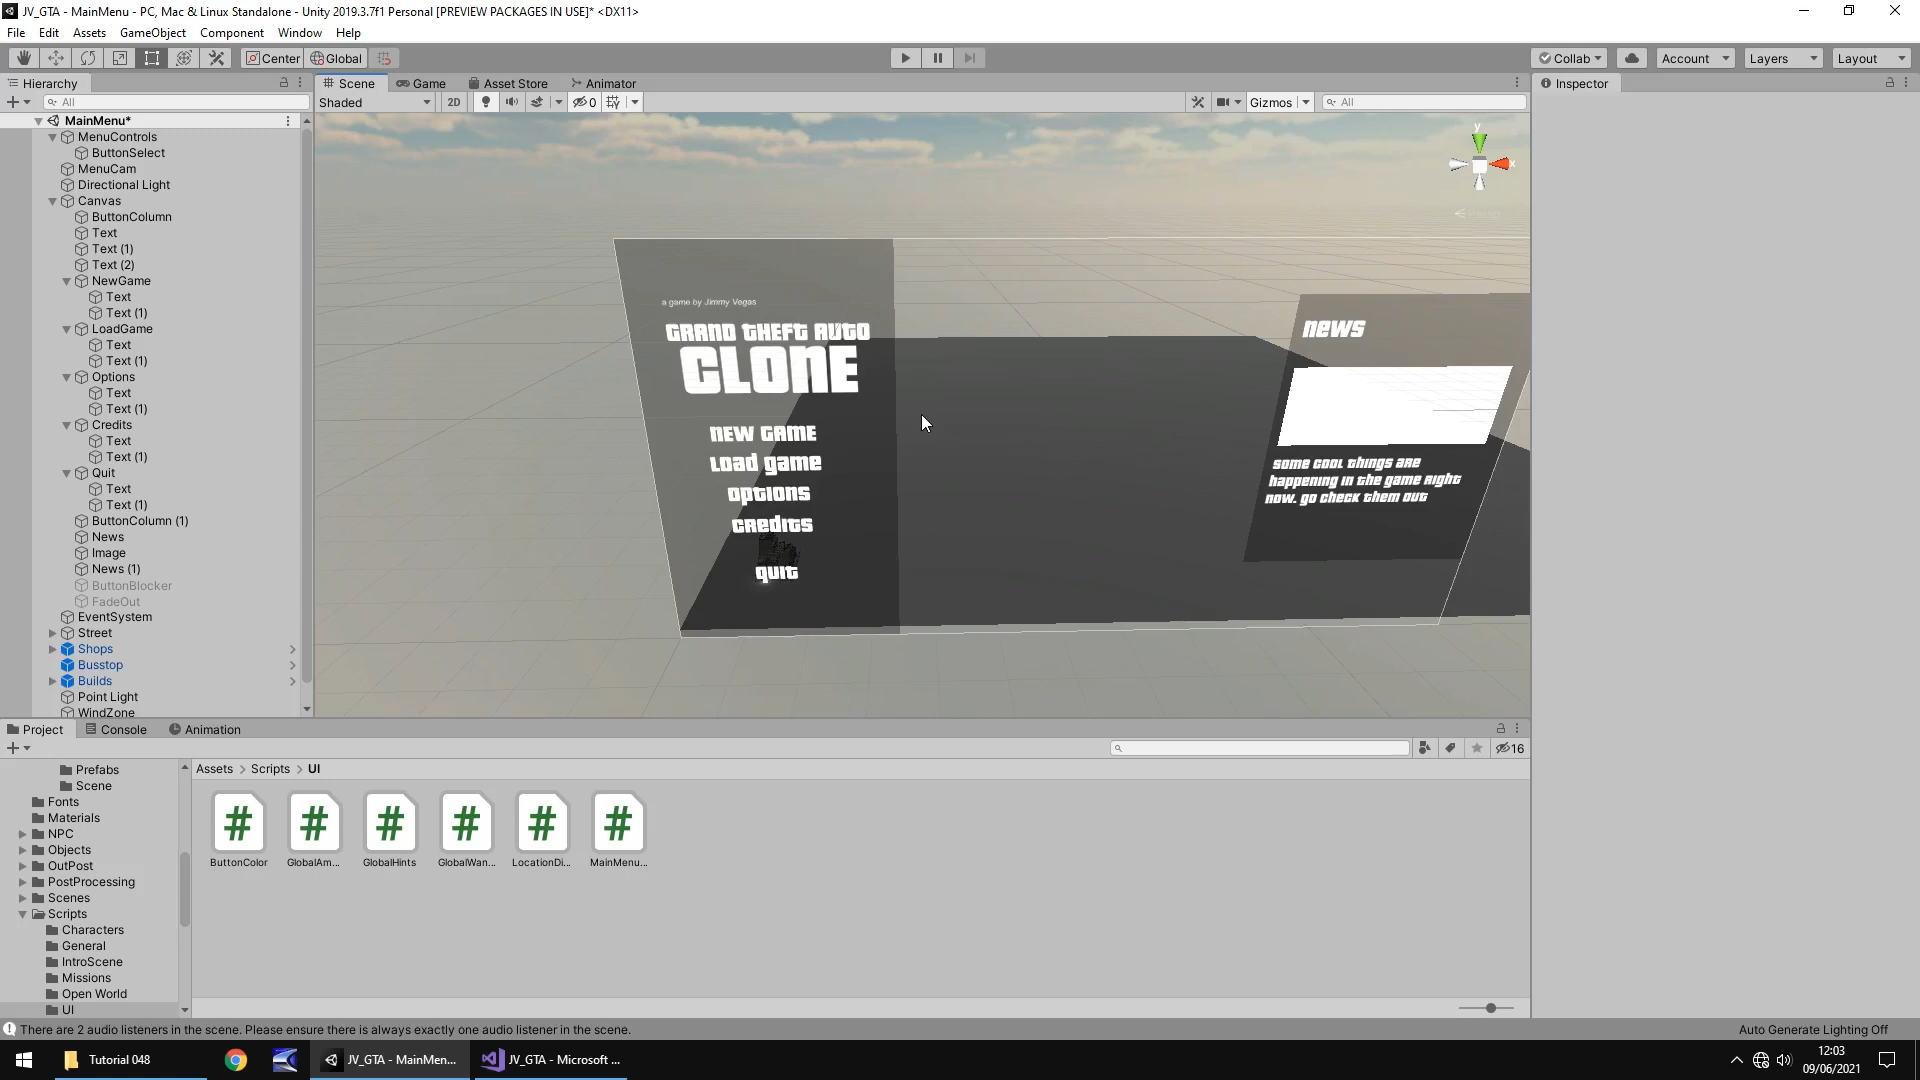 JV_GTA - MainMenu - PC, Mac & Linux Standalone - Unity 2019.3.7f1 Personal [PREVIEW PACKAGES IN USE]* <DX11>
File Edit Assets GameObject Component Window Help
Center Global Collab Account Layers Layout
Hierarchy
All
MainMenu*
MenuControls
ButtonSelect
MenuCam
Directional Light
Canvas
ButtonColumn
Text
Text (1)
Text (2)
NewGame
Text
Text (1)
LoadGame
Text
Text (1)
Options
Text
Text (1)
Credits
Text
Text (1)
Quit
Text
Text (1)
ButtonColumn (1)
News
Image
News (1)
ButtonBlocker
FadeOut
EventSystem
Street
Shops
Busstop
Builds
Point Light
WindZone
Scene Game Asset Store Animator
Shaded 2D 0 Gizmos All
y
x
Persp
a game by Jimmy Vegas
GRAND THEFT AUTO
CLONE
NEW GAME
Load game
options
credits
quit
news
some cool things are
happening in the game right
now. go check them out
Inspector
Project Console Animation
16
Prefabs
Scene
Fonts
Materials
NPC
Objects
OutPost
PostProcessing
Scenes
Scripts
Characters
General
IntroScene
Missions
Open World
UI
Assets > Scripts > UI
ButtonColor GlobalAm... GlobalHints GlobalWan... LocationDi... MainMenu...
There are 2 audio listeners in the scene. Please ensure there is always exactly one audio listener in the scene.
Auto Generate Lighting Off
Tutorial 048 JV_GTA - MainMen... JV_GTA - Microsoft ...
12:03
09/06/2021